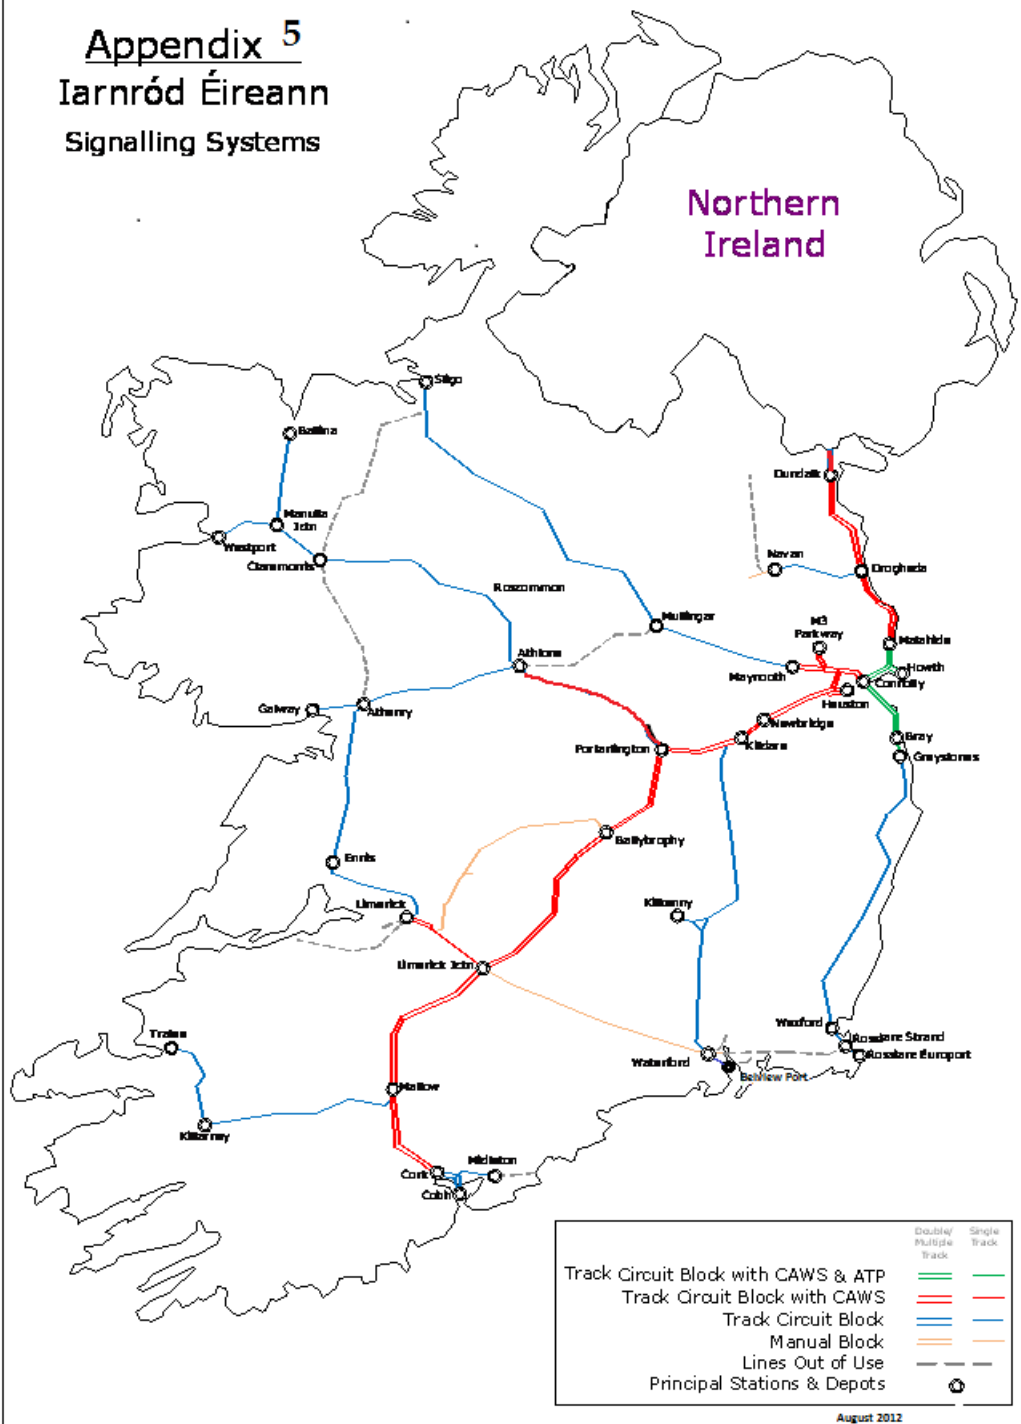 Appendix 5
Iarnród Éireann
Signalling Systems
Northern
Ireland
Sligo
Ballina
Manulla
Jctn
Westport
Claremorris
Roscommon
Dundalk
Navan
Drogheda
Mullingar
M3
Parkway
Malahide
Athlone
Maynooth
Howth
Connolly
Heuston
Galway
Athenry
Newbridge
Bray
Portarlington
Kildare
Greystones
Ballybrophy
Ennis
Limerick
Kilkenny
Limerick Jctn
Wexford
Rosslare Strand
Rosslare Europort
Tralee
Waterford
Bellview Port
Mallow
Killarney
Midleton
Cork
Cobh
Double/
Multiple
Track
Single
Track
Track Circuit Block with CAWS & ATP
Track Circuit Block with CAWS
Track Circuit Block
Manual Block
Lines Out of Use
Principal Stations & Depots
August 2012